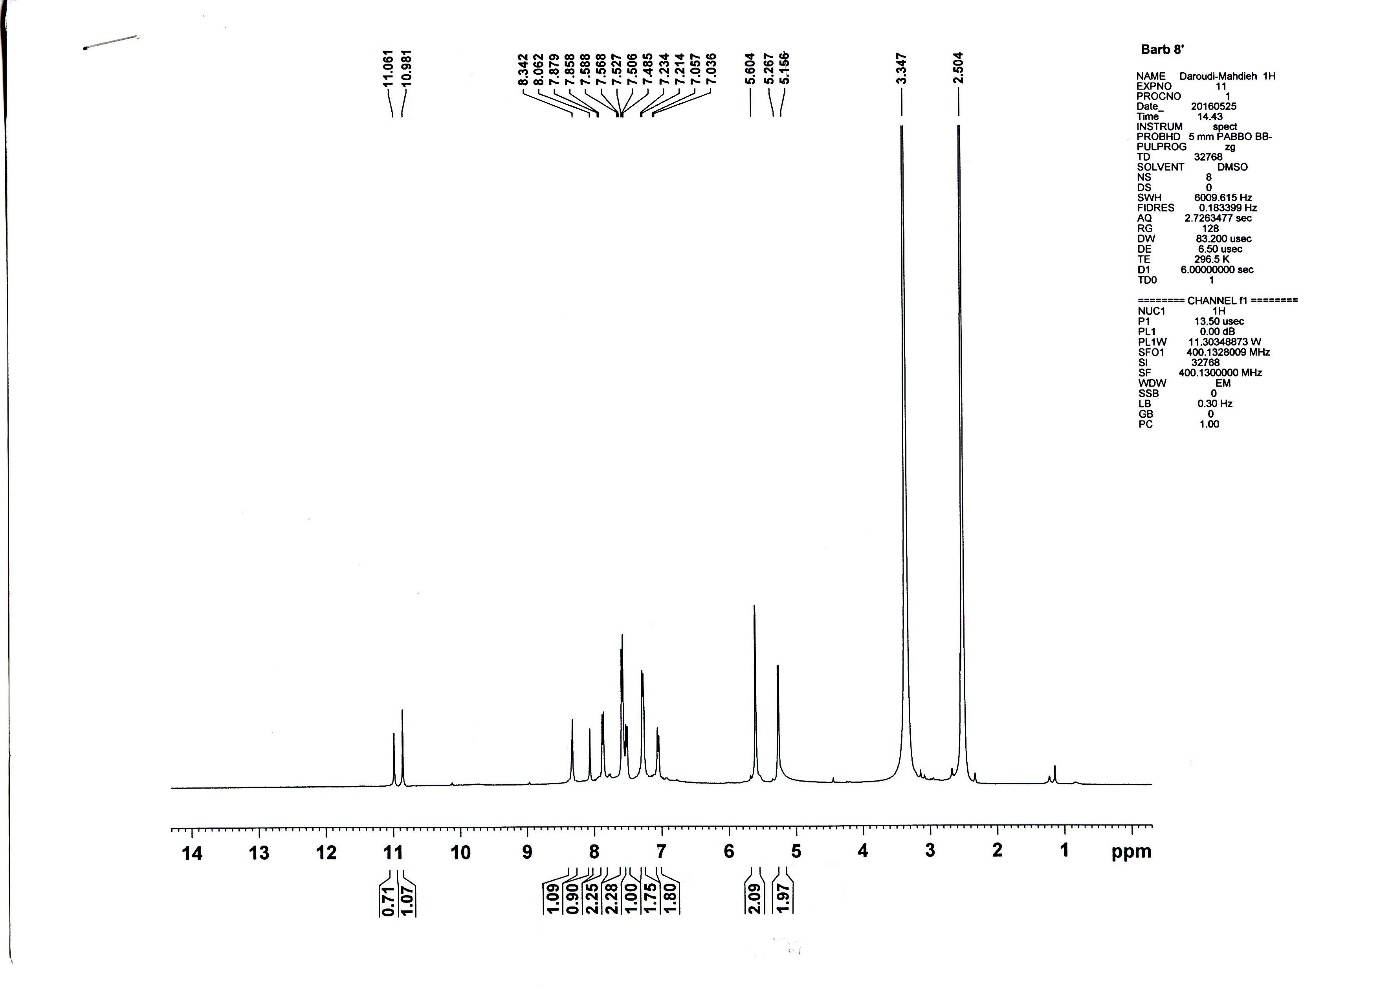 11.061
10.981
8.342
8.062
7.879
7.858
7.588
7.568
7.527
7.506
7.485
7.234
7.214
7.057
7.036
5.604
5.267
5.156
3.347
2.504
Barb 8'
NAME Daroudi-Mahdieh 1H
EXPNO 11
PROCNO 1
Date_ 20160525
Time 14.43
INSTRUM spect
PROBHD 5 mm PABBO BB-
PULPROG zg
TD 32768
SOLVENT DMSO
NS 8
DS 0
SWH 6009.615 Hz
FIDRES 0.183399 Hz
AQ 2.7263477 sec
RG 128
DW 83.200 usec
DE 6.50 usec
TE 296.5 K
D1 6.00000000 sec
TD0 1
======== CHANNEL f1 ========
NUC1 1H
P1 13.50 usec
PL1 0.00 dB
PL1W 11.30348873 W
SFO1 400.1328009 MHz
SI 32768
SF 400.1300000 MHz
WDW EM
SSB 0
LB 0.30 Hz
GB 0
PC 1.00
14 13 12 11 10 9 8 7 6 5 4 3 2 1 ppm
0.71
1.07
1.09
0.90
2.25
2.28
1.00
1.75
1.80
2.09
1.97